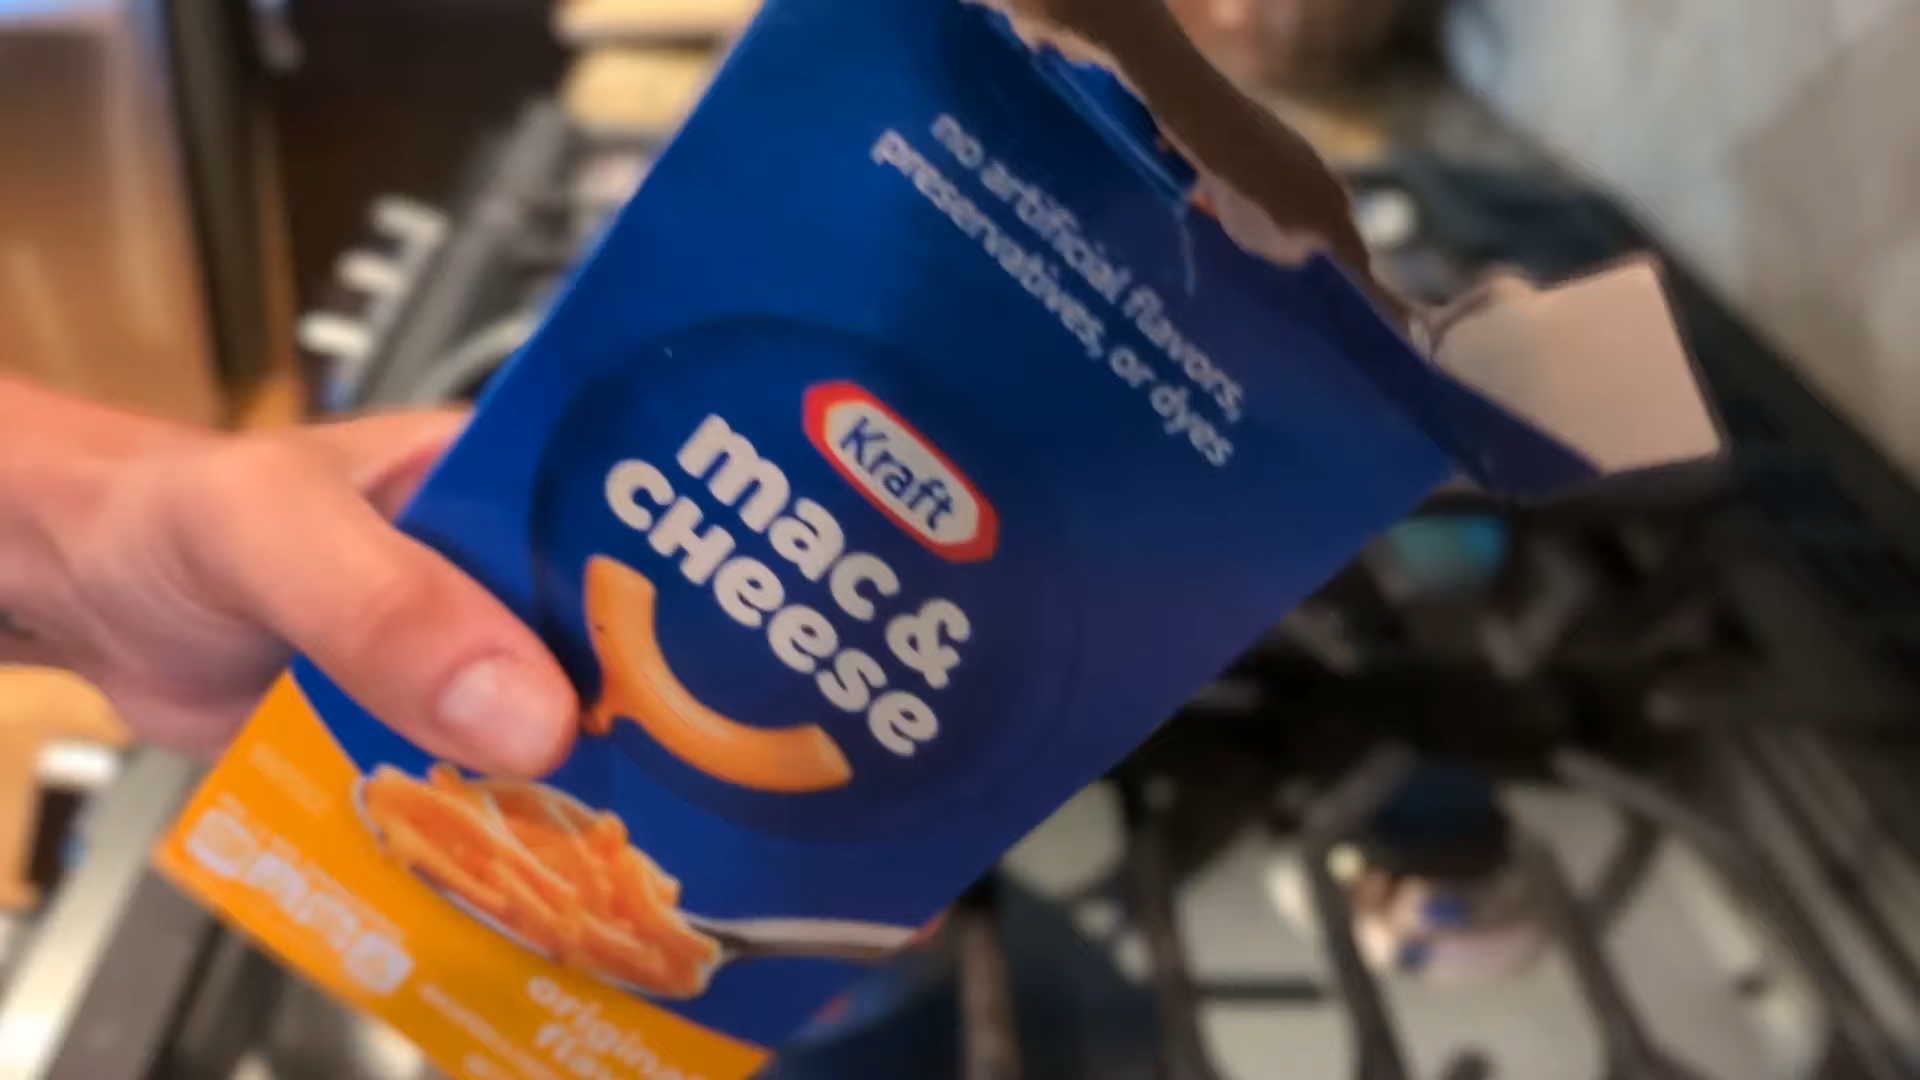 no artificial flavors,
preservatives, or dyes
Kraft
mac &
cHeese
original